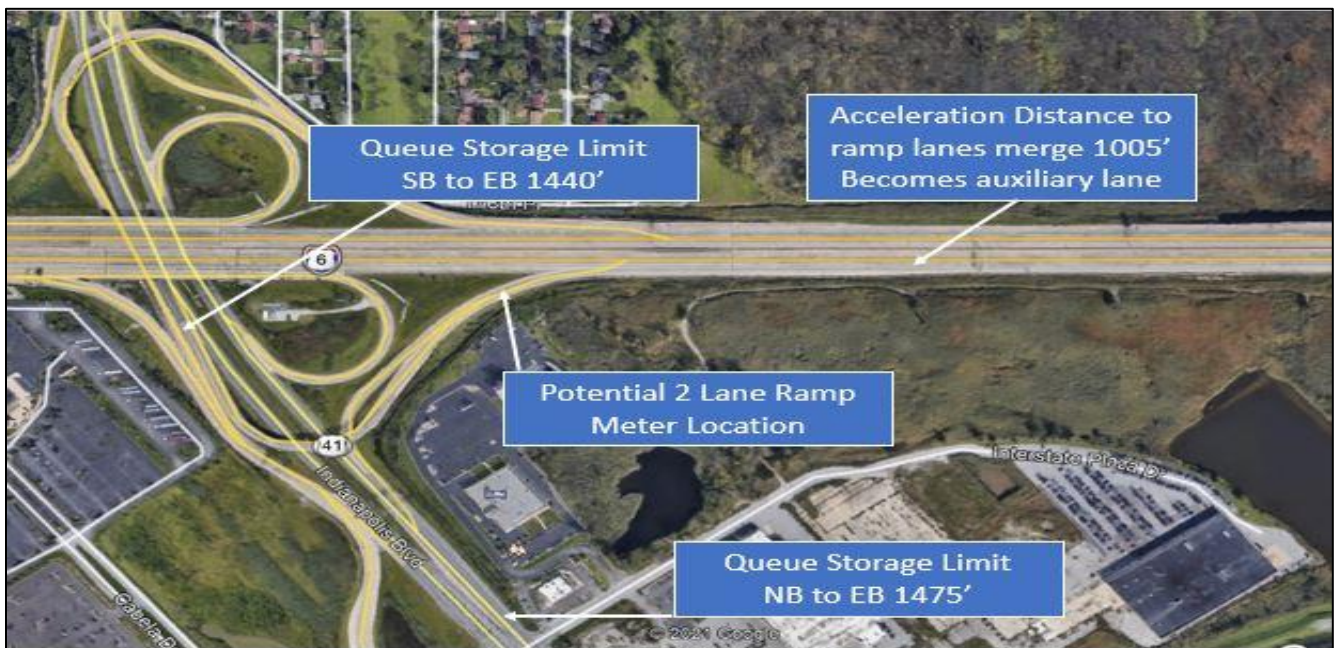 Queue Storage Limit
SB to EB 1440’
Acceleration Distance to
ramp lanes merge 1005’
Becomes auxiliary lane
6
Potential 2 Lane Ramp
Meter Location
41
Indianapolis Blvd
Interstate Plaza Dr
Queue Storage Limit
NB to EB 1475’
© 2021 Google